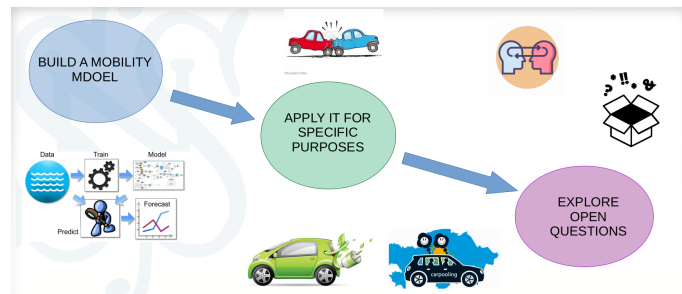 BUILD A MOBILITY
MDOEL
APPLY IT FOR
SPECIFIC
PURPOSES
EXPLORE
OPEN
QUESTIONS
Data
Train
Model
Predict
Forecast
carpooling
? * !! * &